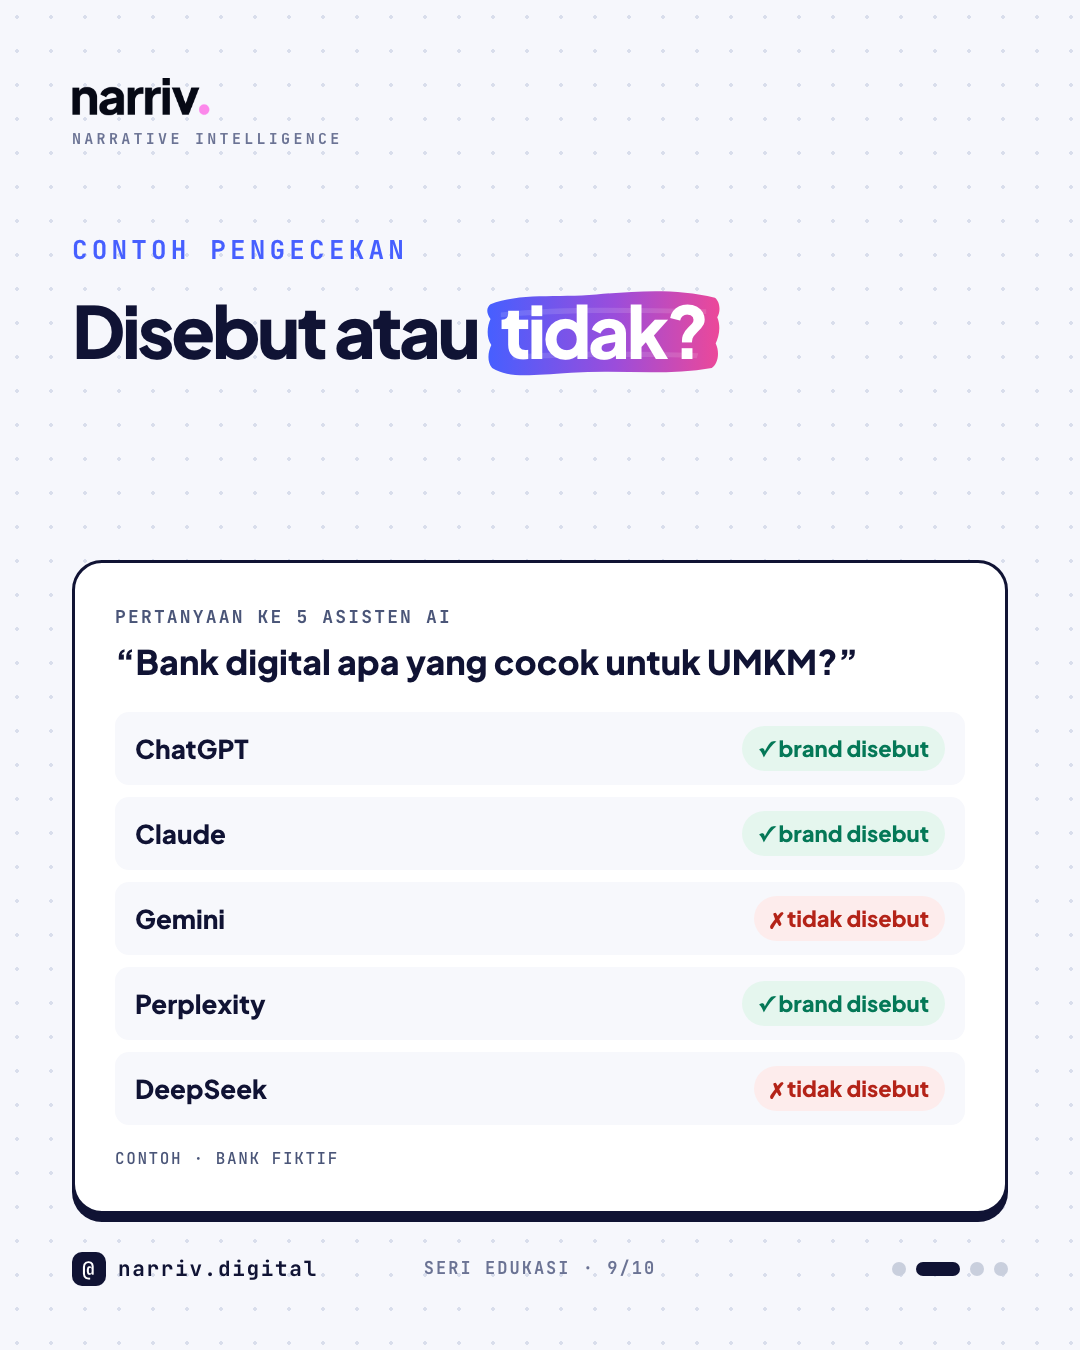 narriv.
NARRATIVE INTELLIGENCE
CONTOH PENGECEKAN
Disebut atau tidak?
PERTANYAAN KE 5 ASISTEN AI
“Bank digital apa yang cocok untuk UMKM?”
ChatGPT ✓ brand disebut
Claude ✓ brand disebut
Gemini ✗ tidak disebut
Perplexity ✓ brand disebut
DeepSeek ✗ tidak disebut
CONTOH · BANK FIKTIF
@ narriv.digital SERI EDUKASI · 9/10